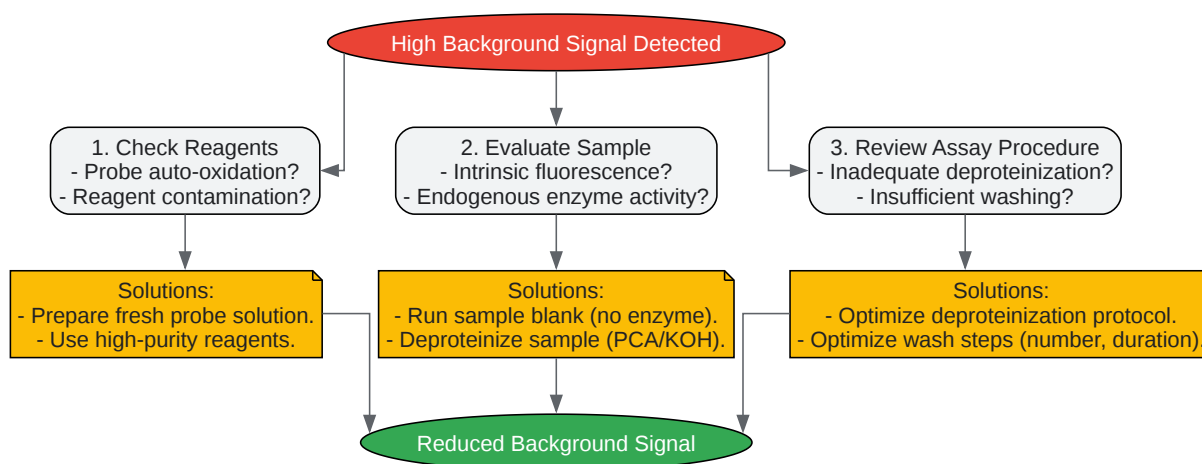 High Background Signal Detected
1. Check Reagents
- Probe auto-oxidation?
- Reagent contamination?
2. Evaluate Sample
- Intrinsic fluorescence?
- Endogenous enzyme activity?
3. Review Assay Procedure
- Inadequate deproteinization?
- Insufficient washing?
Solutions:
- Prepare fresh probe solution.
- Use high-purity reagents.
Solutions:
- Run sample blank (no enzyme).
- Deproteinize sample (PCA/KOH).
Solutions:
- Optimize deproteinization protocol.
- Optimize wash steps (number, duration).
Reduced Background Signal